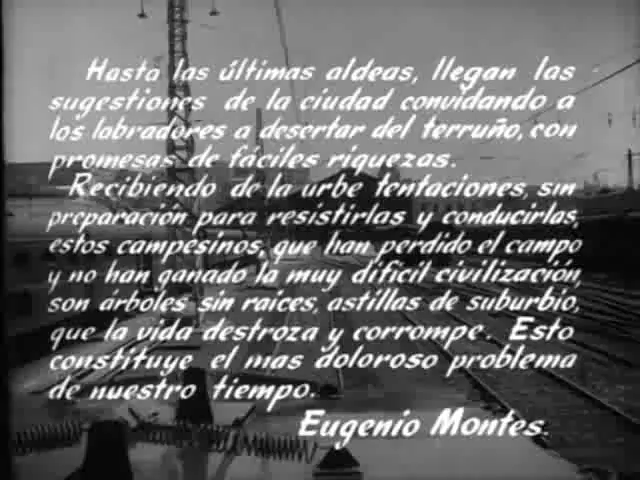 Hasta las últimas aldeas, llegan las
sugestiones de la ciudad convidando a
los labradores a desertar del terruño, con
promesas de fáciles riquezas.
Recibiendo de la urbe tentaciones, sin
preparación para resistirlas y conducirlas,
estos campesinos, que han perdido el campo
y no han ganado la muy difícil civilización,
son árboles sin raices, astillas de suburbio,
que la vida destroza y corrompe. Esto
constituye el mas doloroso problema
de nuestro tiempo.
Eugenio Montes.